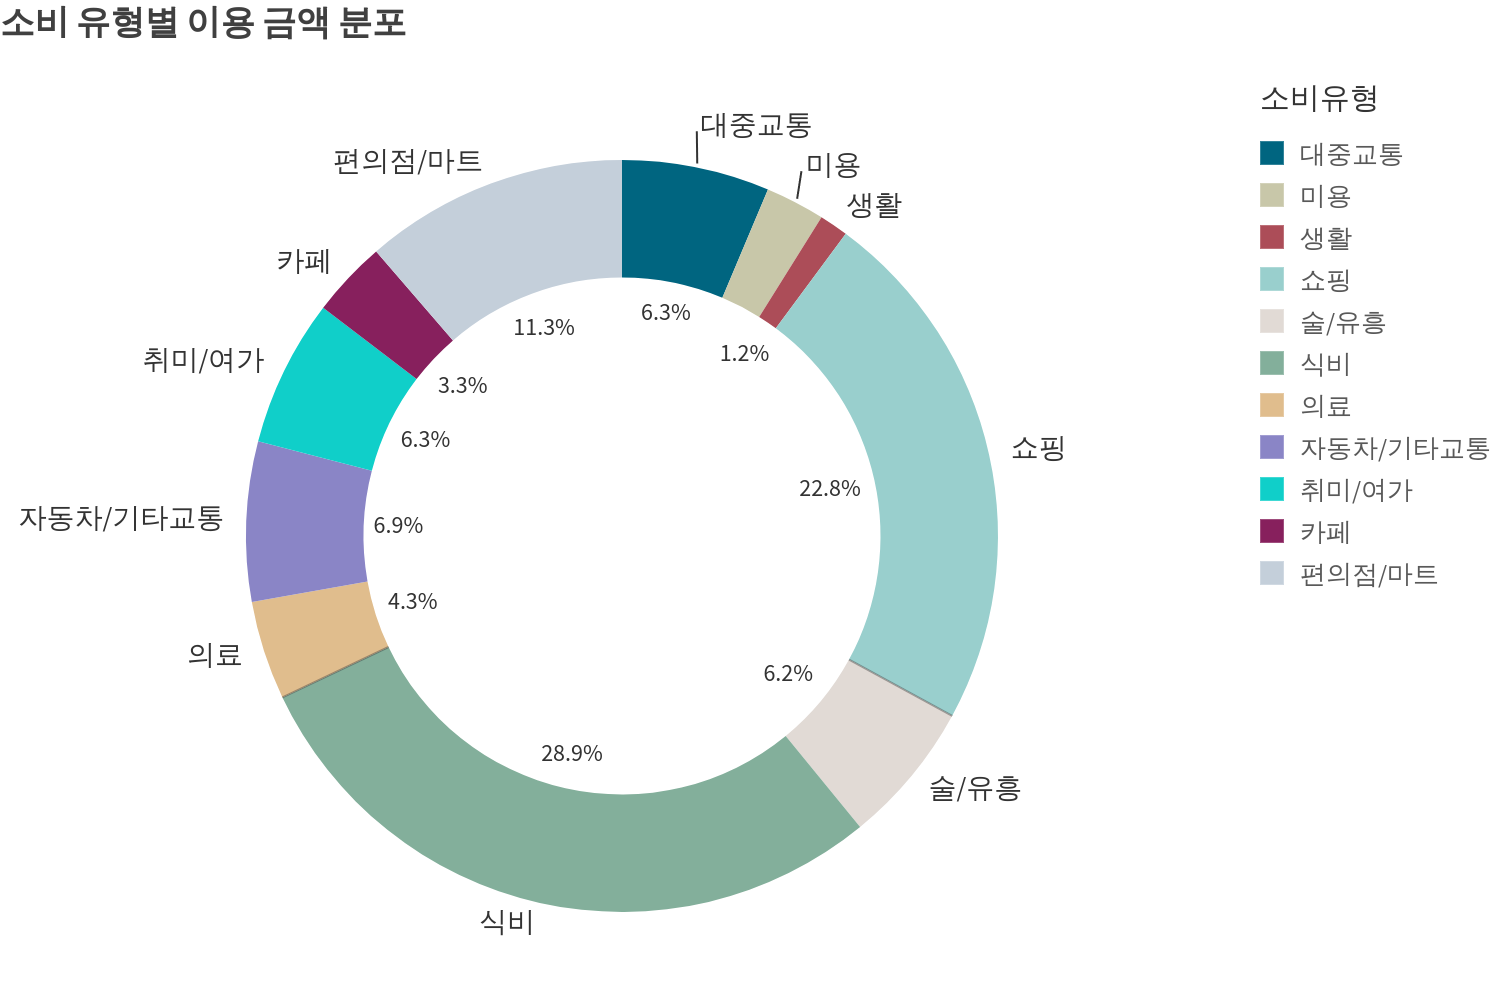 소비 유형별 이용 금액 분포
대중교통
미용
생활
편의점/마트
카페
취미/여가
자동차/기타교통
의료
식비
술/유흥
쇼핑
6.3%
1.2%
22.8%
6.2%
28.9%
4.3%
6.9%
6.3%
3.3%
11.3%
소비유형
대중교통
미용
생활
쇼핑
술/유흥
식비
의료
자동차/기타교통
취미/여가
카페
편의점/마트